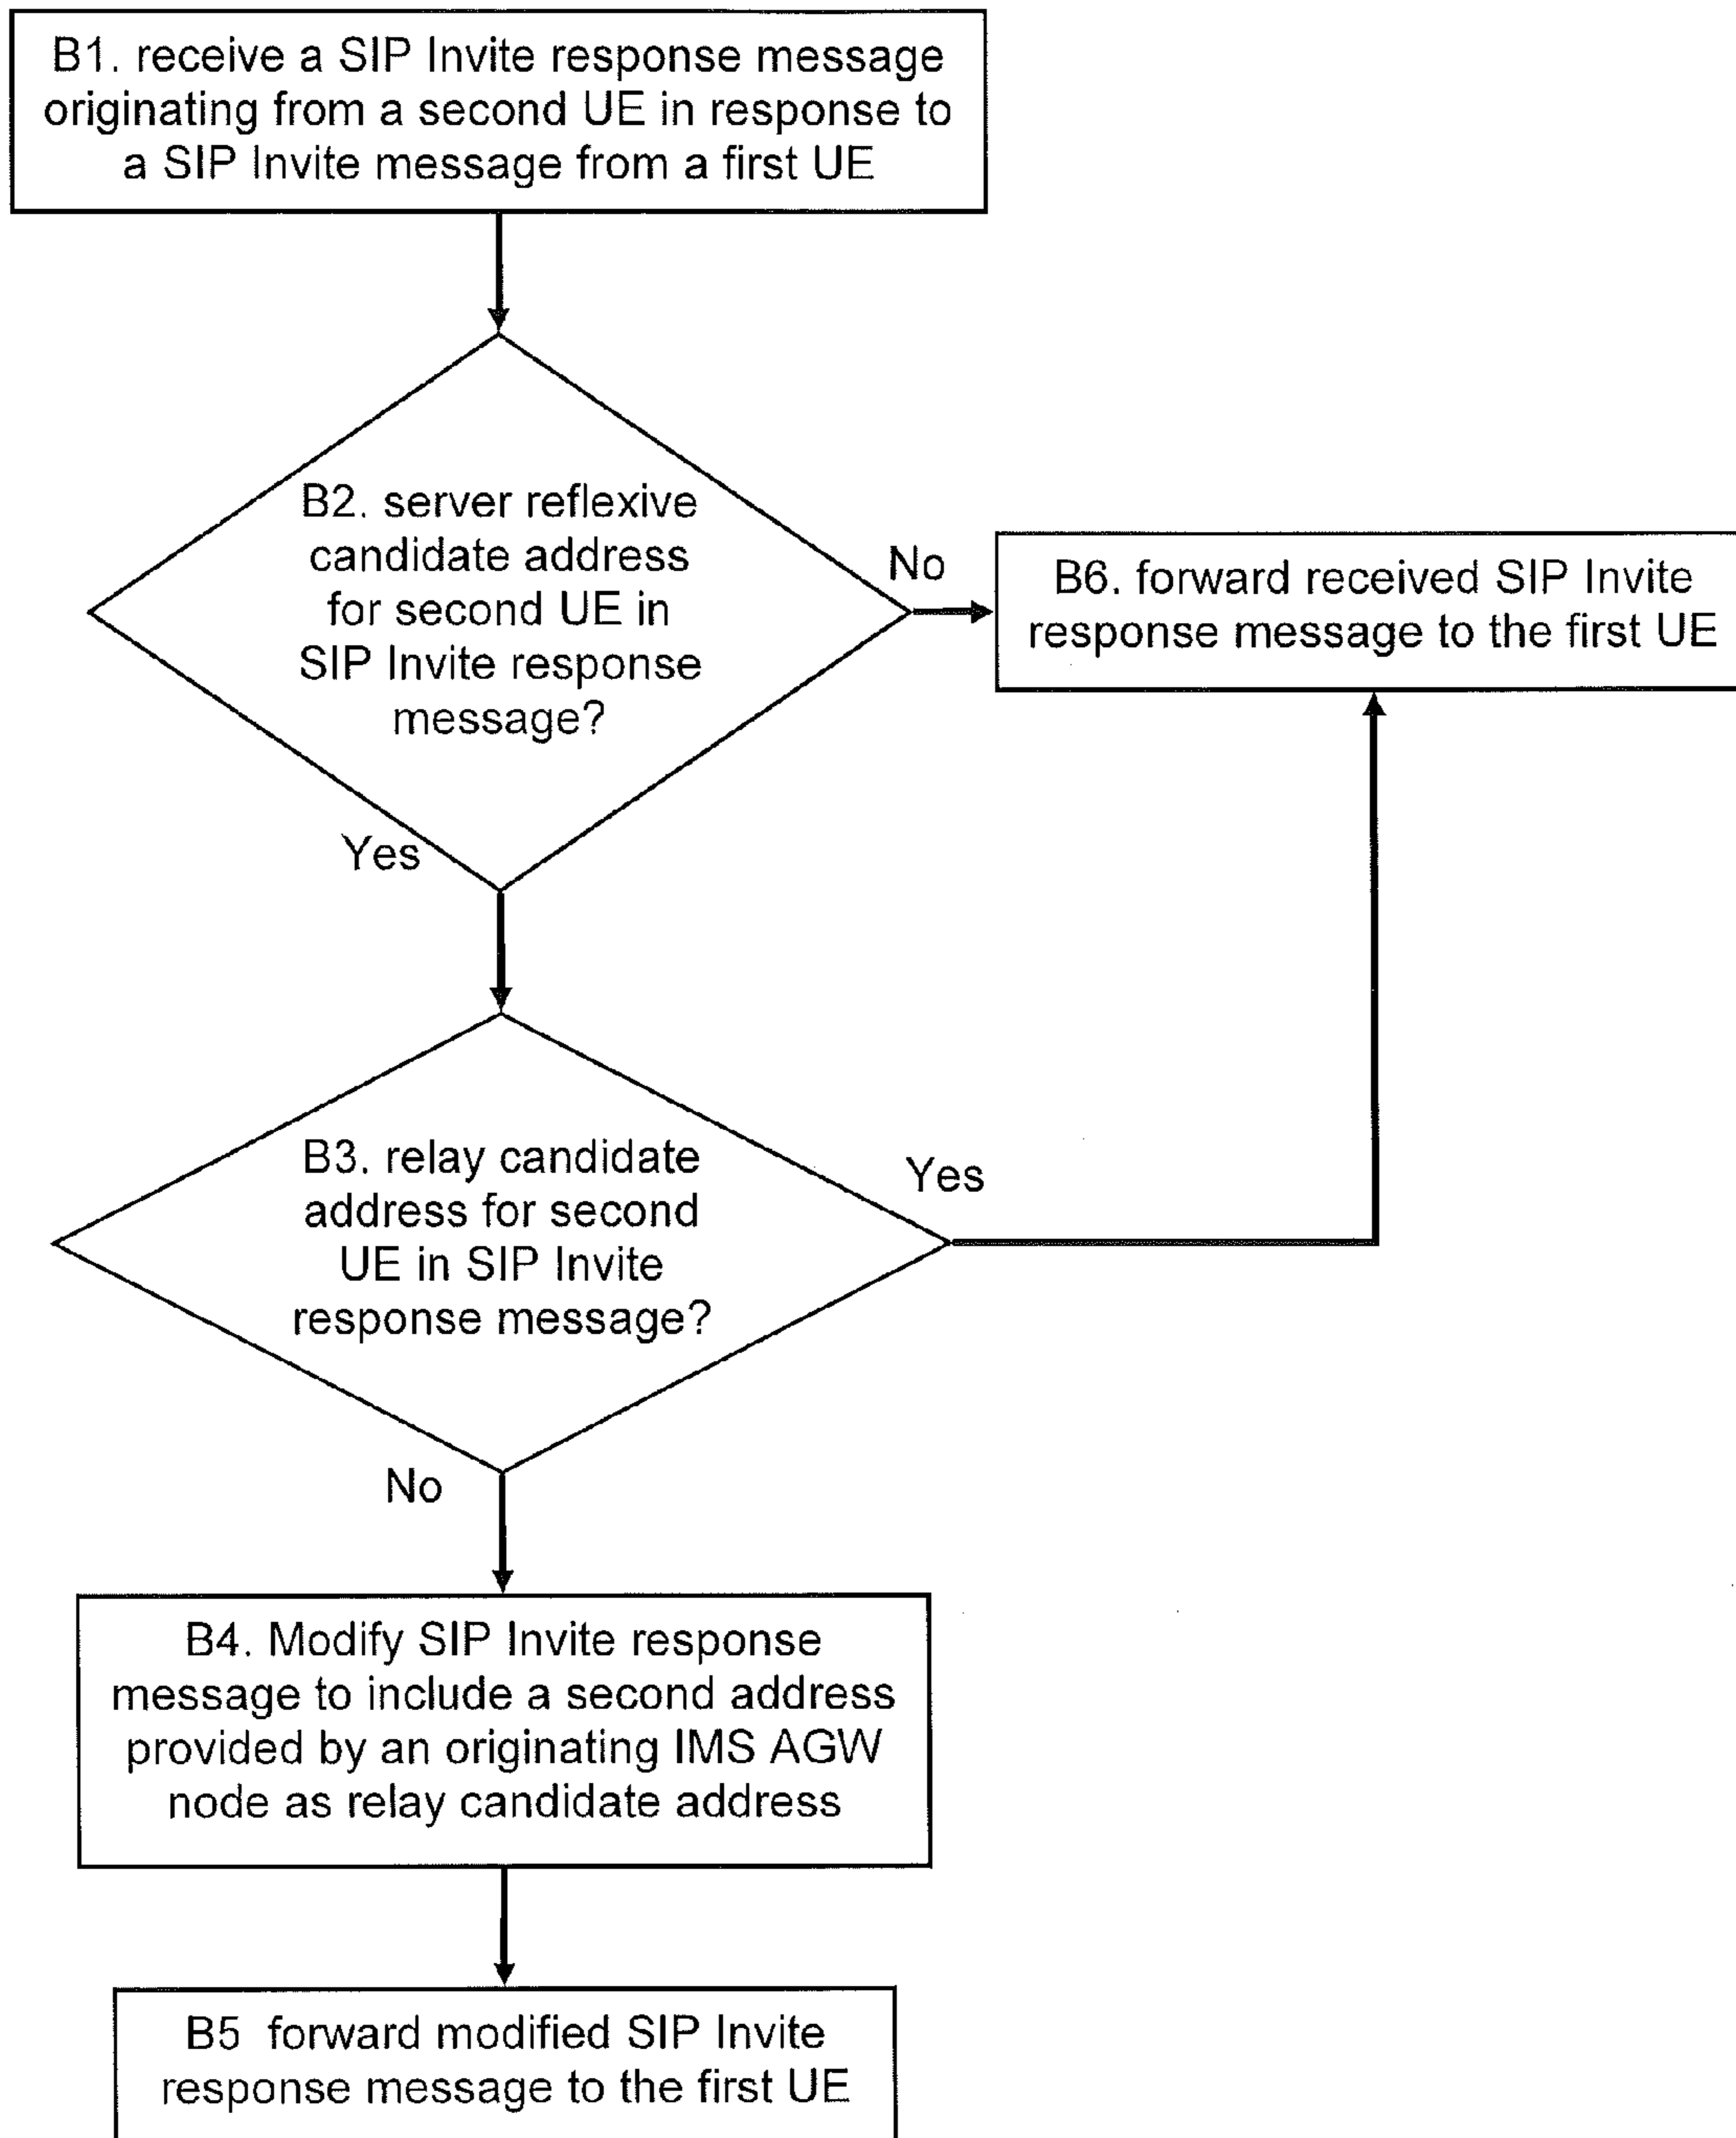 B1. receive a SIP Invite response message
originating from a second UE in response to
a SIP Invite message from a first UE
B2. server reflexive
candidate address
for second UE in
SIP Invite response
message?
No
B6. forward received SIP Invite
response message to the first UE
Yes
B3. relay candidate
address for second
UE in SIP Invite
response message?
Yes
No
B4. Modify SIP Invite response
message to include a second address
provided by an originating IMS AGW
node as relay candidate address
B5 forward modified SIP Invite
response message to the first UE